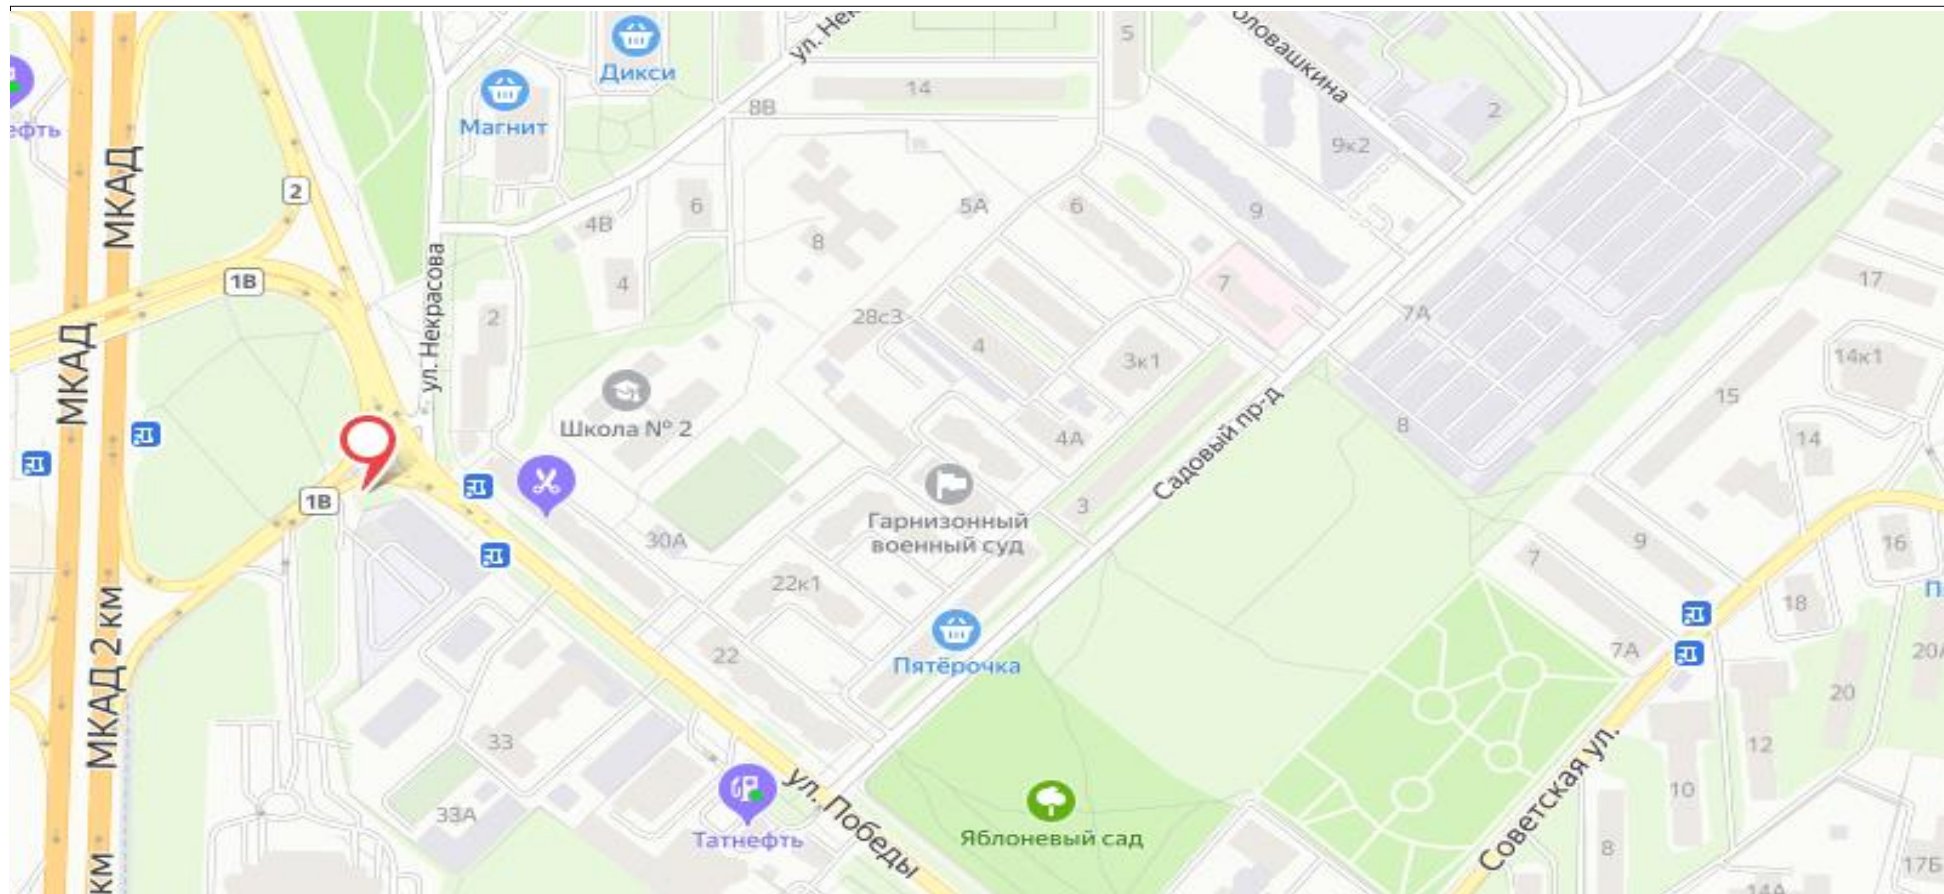 5
Дикси
8В
14
2
Магнит
9к2
МКАД
2
6
4В
5А
6
9
8
1В
4
7
ул. Некрасова
2
28с3
4
3к1
7А
17
МКАД
14к1
15
Школа № 2
4А
8
14
Садовый пр-д
1В
3
Гарнизонный
военный суд
30А
22к1
7
9
16
18
МКАД 2 км
22
Пятёрочка
7А
20
33
12
10
33А
Татнефть
ул. Победы
Яблоневый сад
Советская ул.
8
17Б
14А
км